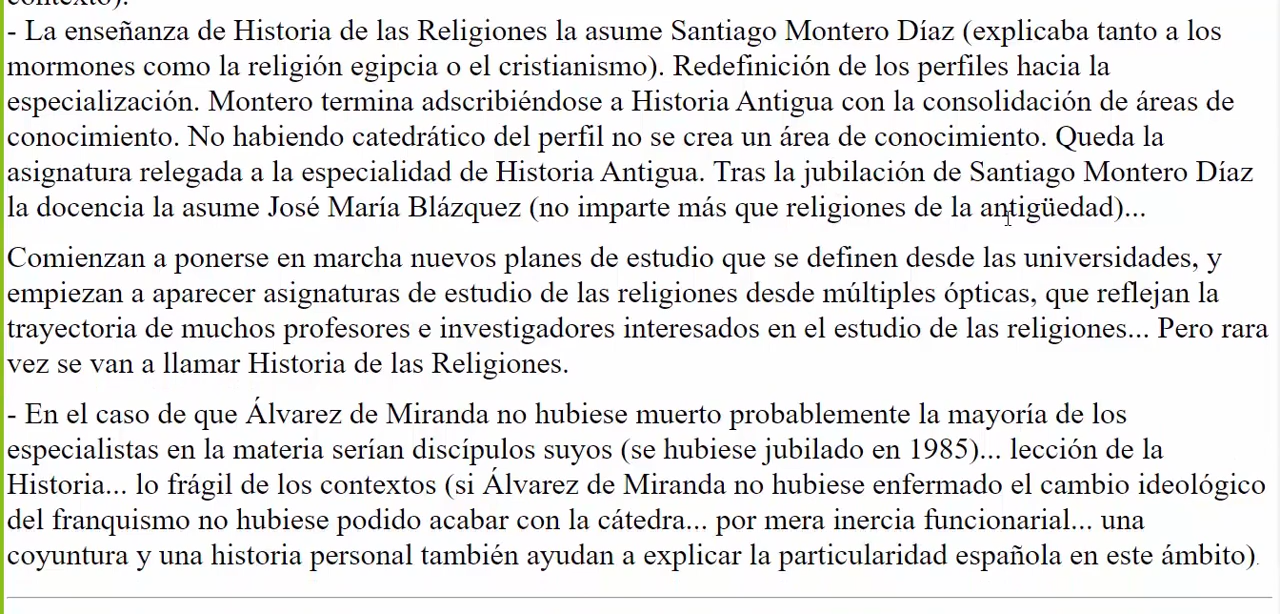 contexto).
- La enseñanza de Historia de las Religiones la asume Santiago Montero Díaz (explicaba tanto a los
mormones como la religión egipcia o el cristianismo). Redefinición de los perfiles hacia la
especialización. Montero termina adscribiéndose a Historia Antigua con la consolidación de áreas de
conocimiento. No habiendo catedrático del perfil no se crea un área de conocimiento. Queda la
asignatura relegada a la especialidad de Historia Antigua. Tras la jubilación de Santiago Montero Díaz
la docencia la asume José María Blázquez (no imparte más que religiones de la antigüedad)...
Comienzan a ponerse en marcha nuevos planes de estudio que se definen desde las universidades, y
empiezan a aparecer asignaturas de estudio de las religiones desde múltiples ópticas, que reflejan la
trayectoria de muchos profesores e investigadores interesados en el estudio de las religiones... Pero rara
vez se van a llamar Historia de las Religiones.
- En el caso de que Álvarez de Miranda no hubiese muerto probablemente la mayoría de los
especialistas en la materia serían discípulos suyos (se hubiese jubilado en 1985)... lección de la
Historia... lo frágil de los contextos (si Álvarez de Miranda no hubiese enfermado el cambio ideológico
del franquismo no hubiese podido acabar con la cátedra... por mera inercia funcionarial... una
coyuntura y una historia personal también ayudan a explicar la particularidad española en este ámbito).